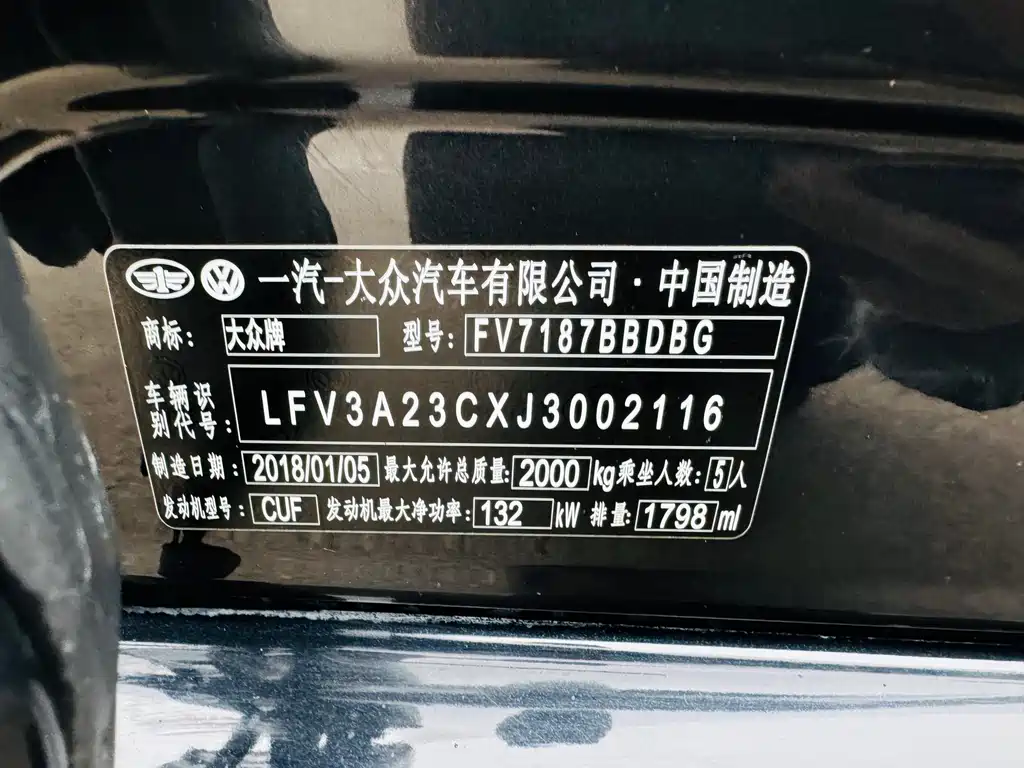 一汽-大众汽车有限公司·中国制造
商标: 大众牌 型号: FV7187BBDBG
车辆识别代号: LFV3A23CXJ3002116
制造日期: 2018/01/05 最大允许总质量: 2000 kg 乘坐人数: 5 人
发动机型号: CUF 发动机最大净功率: 132 kW 排量: 1798 ml